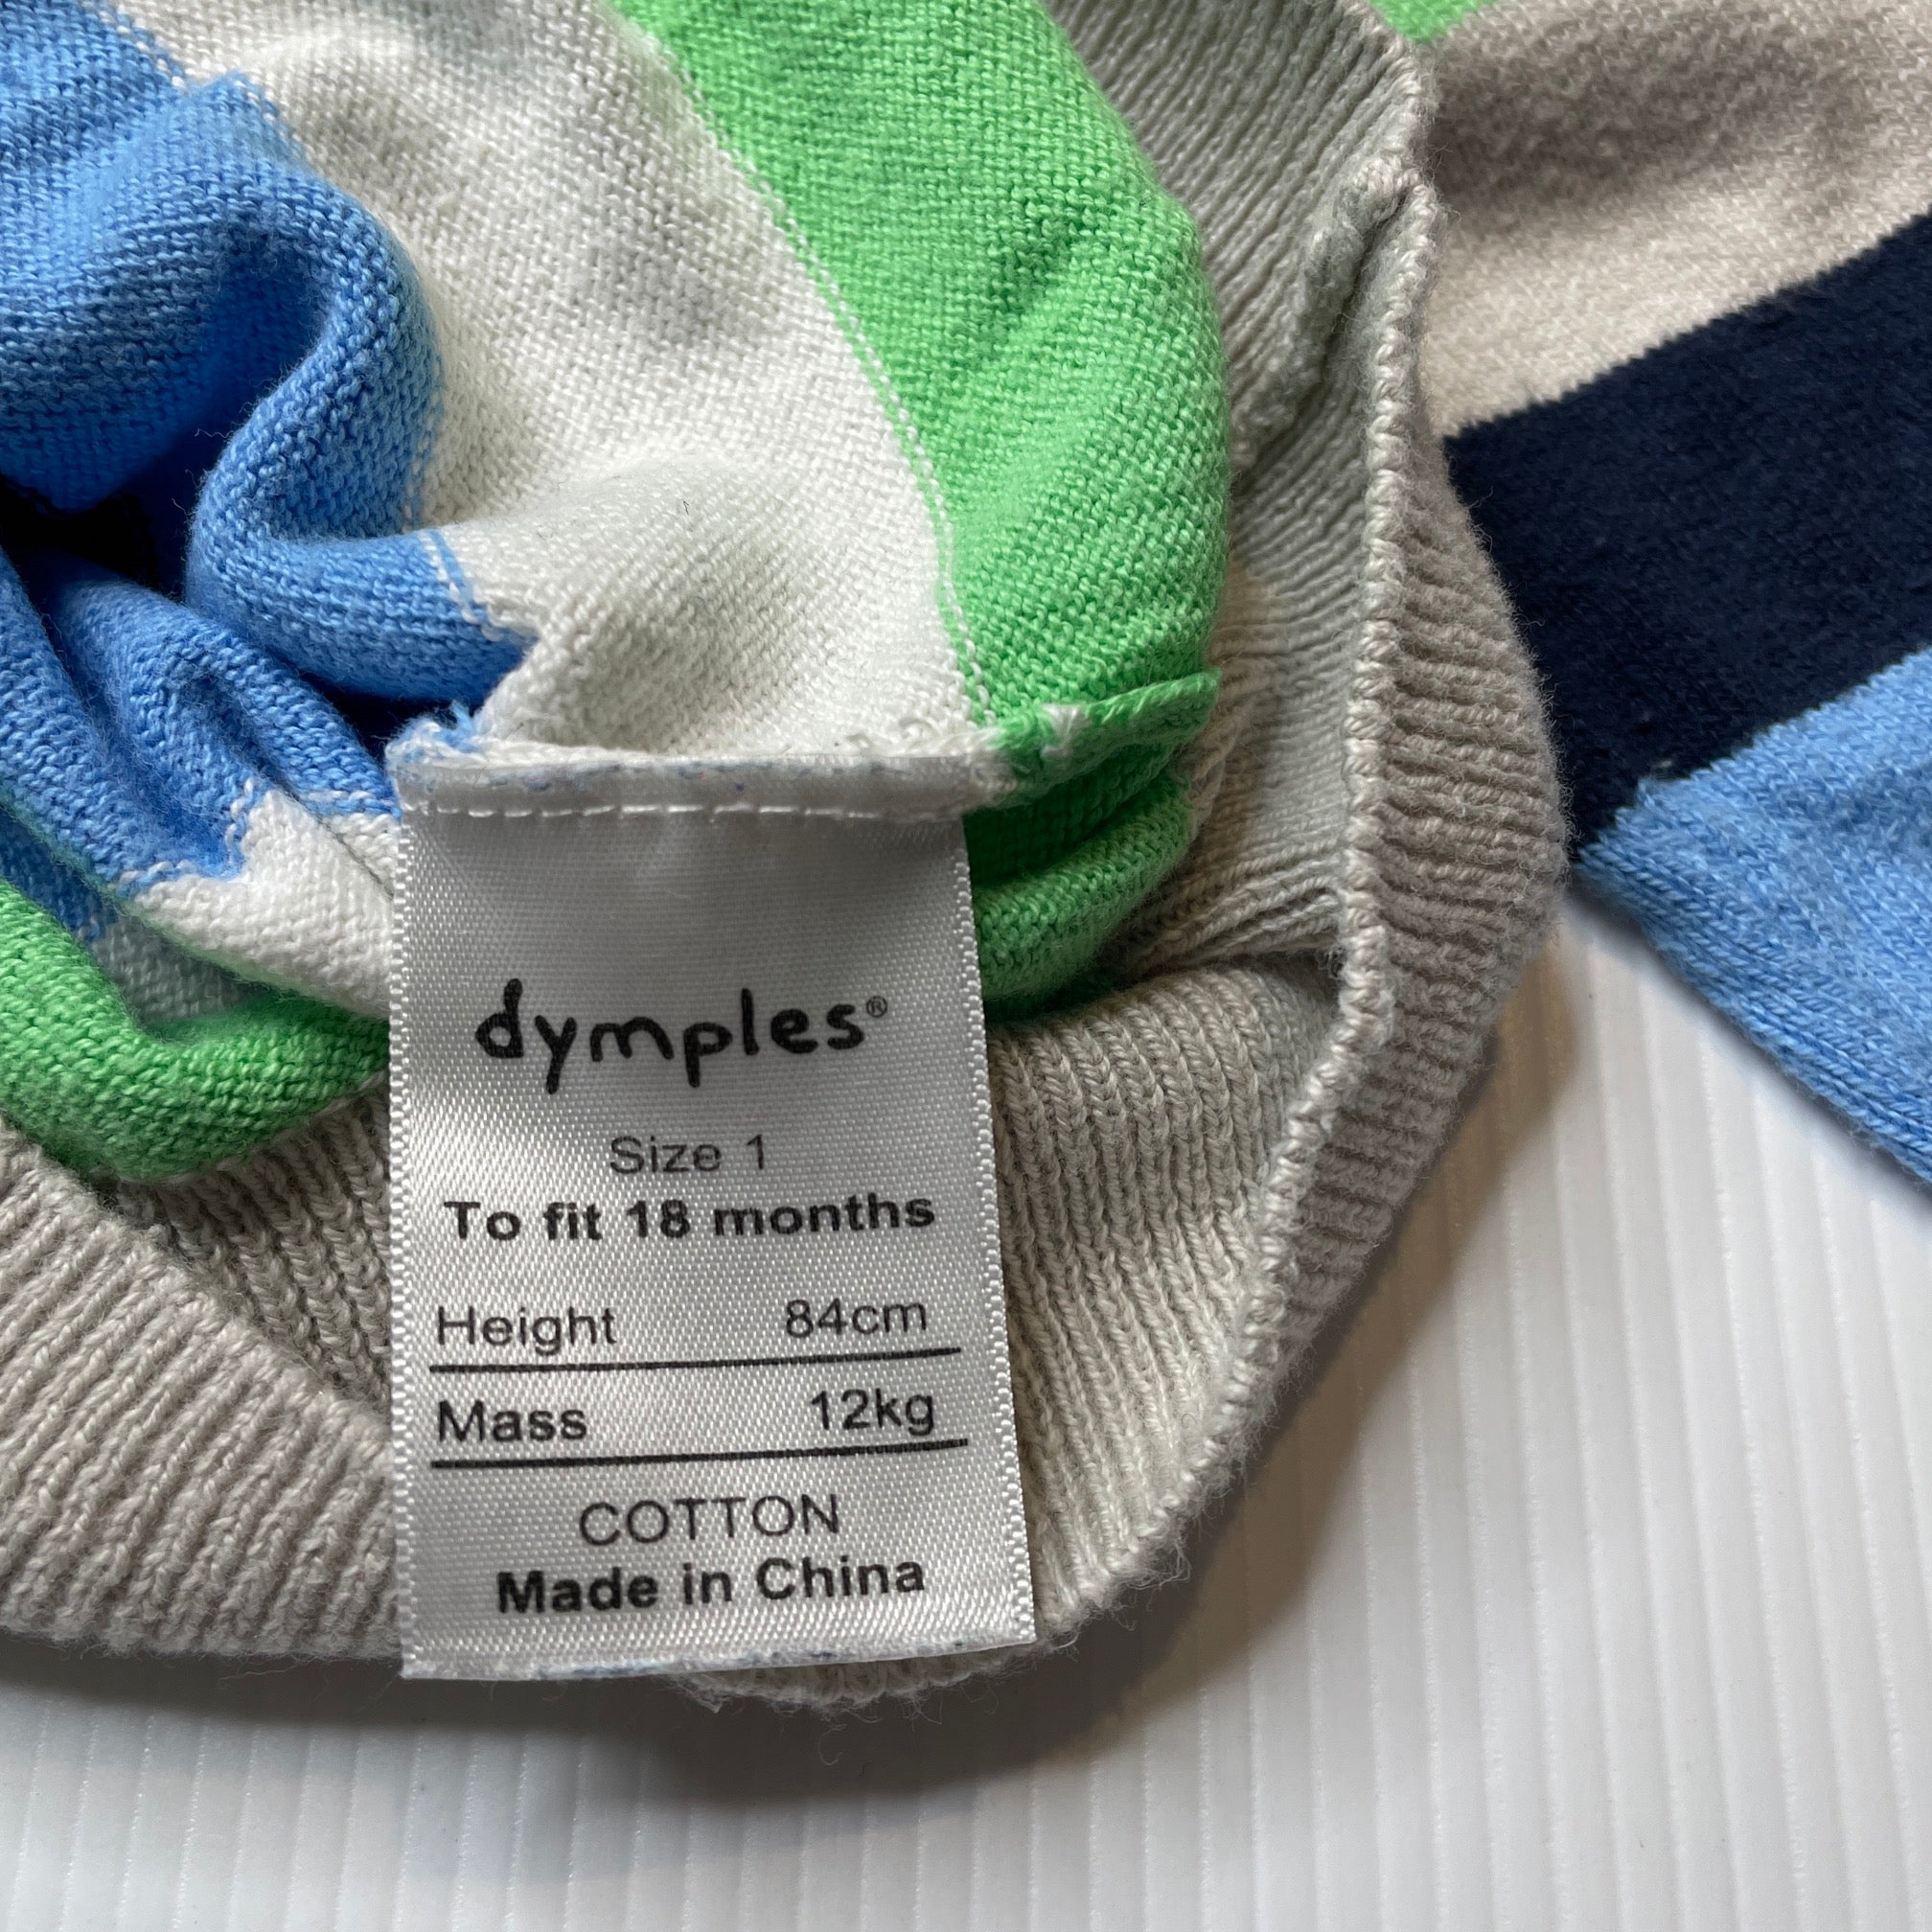 dymples®
Size 1
To fit 18 months
Height 84cm
Mass 12kg
COTTON
Made in China